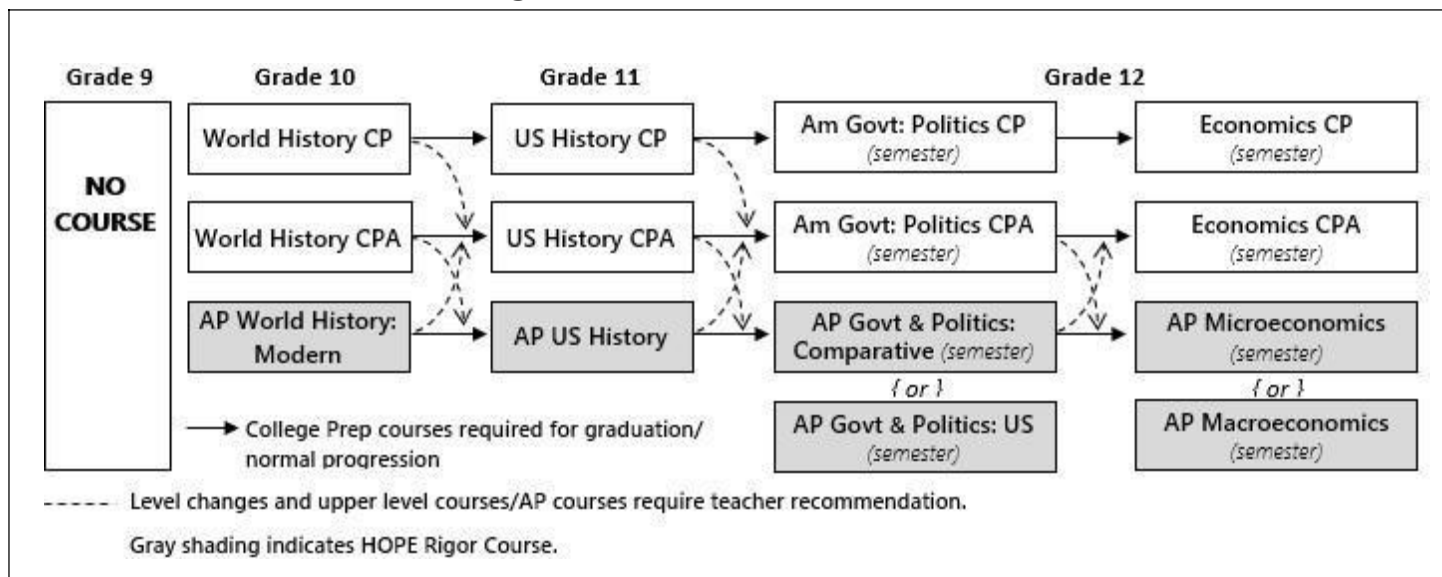 Grade 9
Grade 10
Grade 11
Grade 12
NO
COURSE
World History CP
US History CP
Am Govt: Politics CP
(semester)
Economics CP
(semester)
World History CPA
US History CPA
Am Govt: Politics CPA
(semester)
Economics CPA
(semester)
AP World History:
Modern
AP US History
AP Govt & Politics:
Comparative (semester)
{ or }
AP Govt & Politics: US
(semester)
AP Microeconomics
(semester)
{ or }
AP Macroeconomics
(semester)
College Prep courses required for graduation/
normal progression
Level changes and upper level courses/AP courses require teacher recommendation.
Gray shading indicates HOPE Rigor Course.